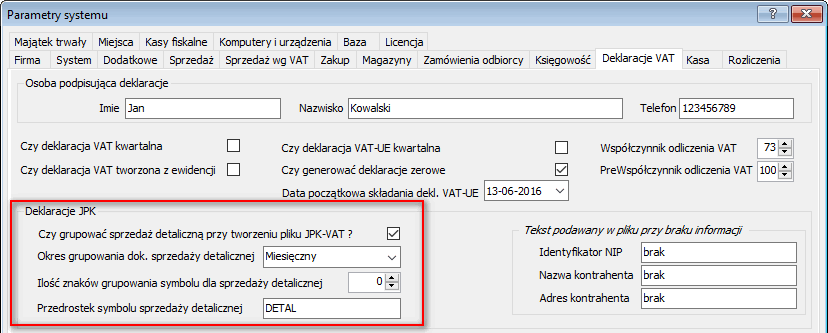 Parametry systemu
Majątek trwały Miejsca Kasy fiskalne Komputery i urządzenia Baza Licencja
Firma System Dodatkowe Sprzedaż Sprzedaż wg VAT Zakup Magazyny Zamówienia odbiorcy Księgowość Deklaracje VAT Kasa Rozliczenia
Osoba podpisująca deklaracje
Imie Jan Nazwisko Kowalski Telefon 123456789
Czy deklaracja VAT kwartalna Czy deklaracja VAT-UE kwartalna Współczynnik odliczenia VAT 73
Czy deklaracja VAT tworzona z ewidencji Czy generować deklaracje zerowe PreWspółczynnik odliczenia VAT 100
Data początkowa składania dekl. VAT-UE 13-06-2016
Deklaracje JPK
Czy grupować sprzedaż detaliczną przy tworzeniu pliku JPK-VAT ?
Okres grupowania dok. sprzedaży detalicznej Miesięczny
Ilość znaków grupowania symbolu dla sprzedaży detalicznej 0
Przedrostek symbolu sprzedaży detalicznej DETAL
Tekst podawany w pliku przy braku informacji
Identyfikator NIP brak
Nazwa kontrahenta brak
Adres kontrahenta brak